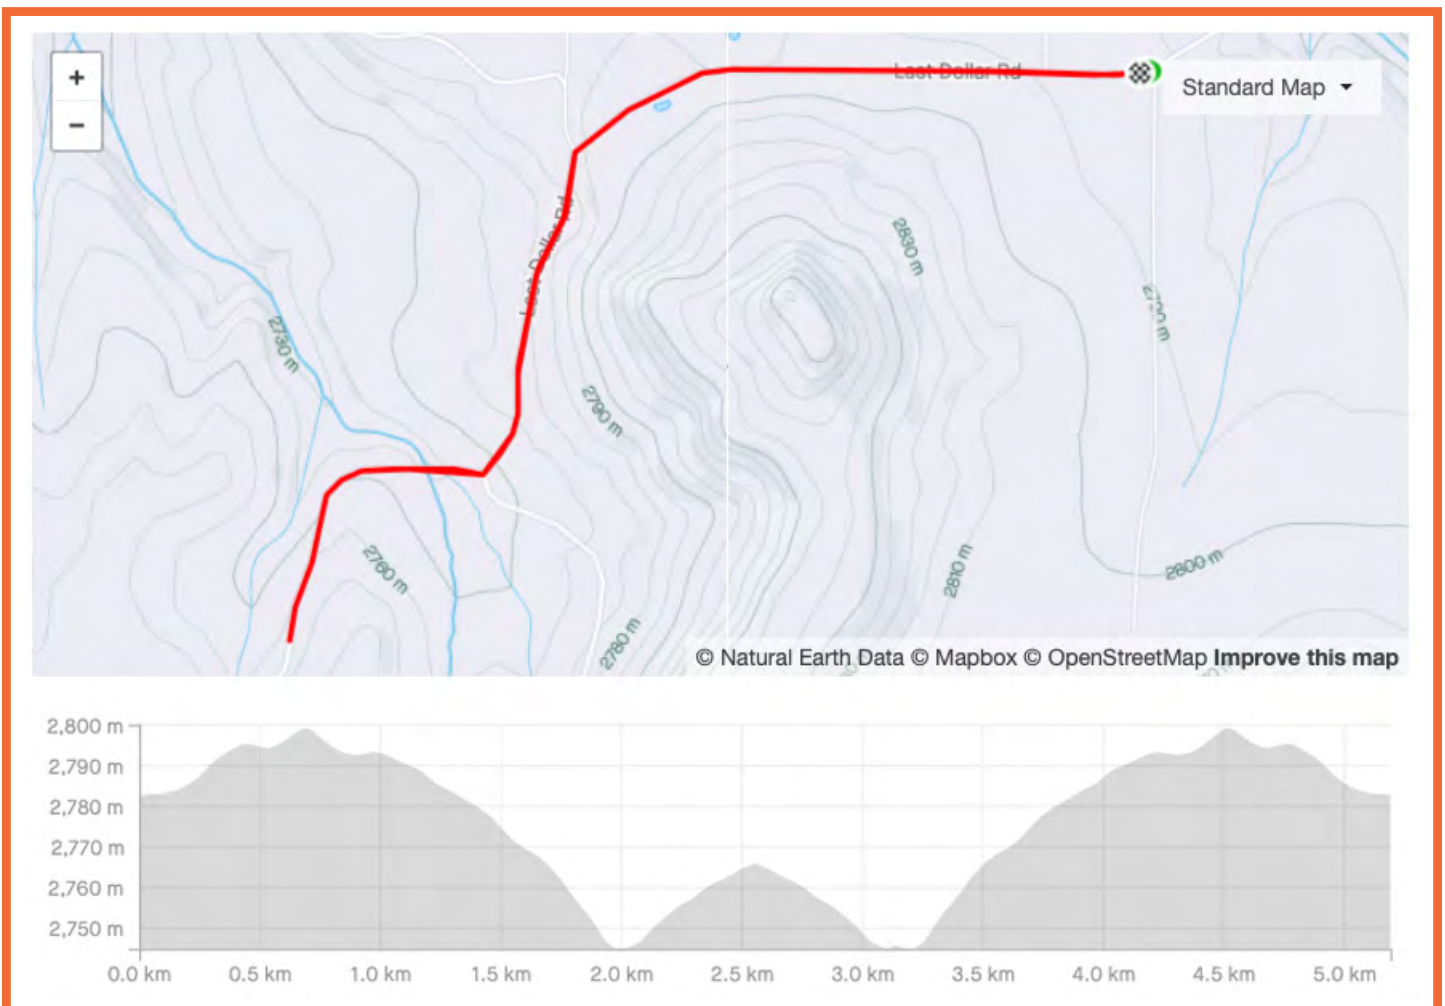 +
−
Last Dollar Rd
Standard Map
Last Dollar Rd
2830 m
2730 m
2790 m
2790 m
2760 m
2810 m
2800 m
2780 m
© Natural Earth Data © Mapbox © OpenStreetMap Improve this map
2,800 m
2,790 m
2,780 m
2,770 m
2,760 m
2,750 m
0.0 km 0.5 km 1.0 km 1.5 km 2.0 km 2.5 km 3.0 km 3.5 km 4.0 km 4.5 km 5.0 km